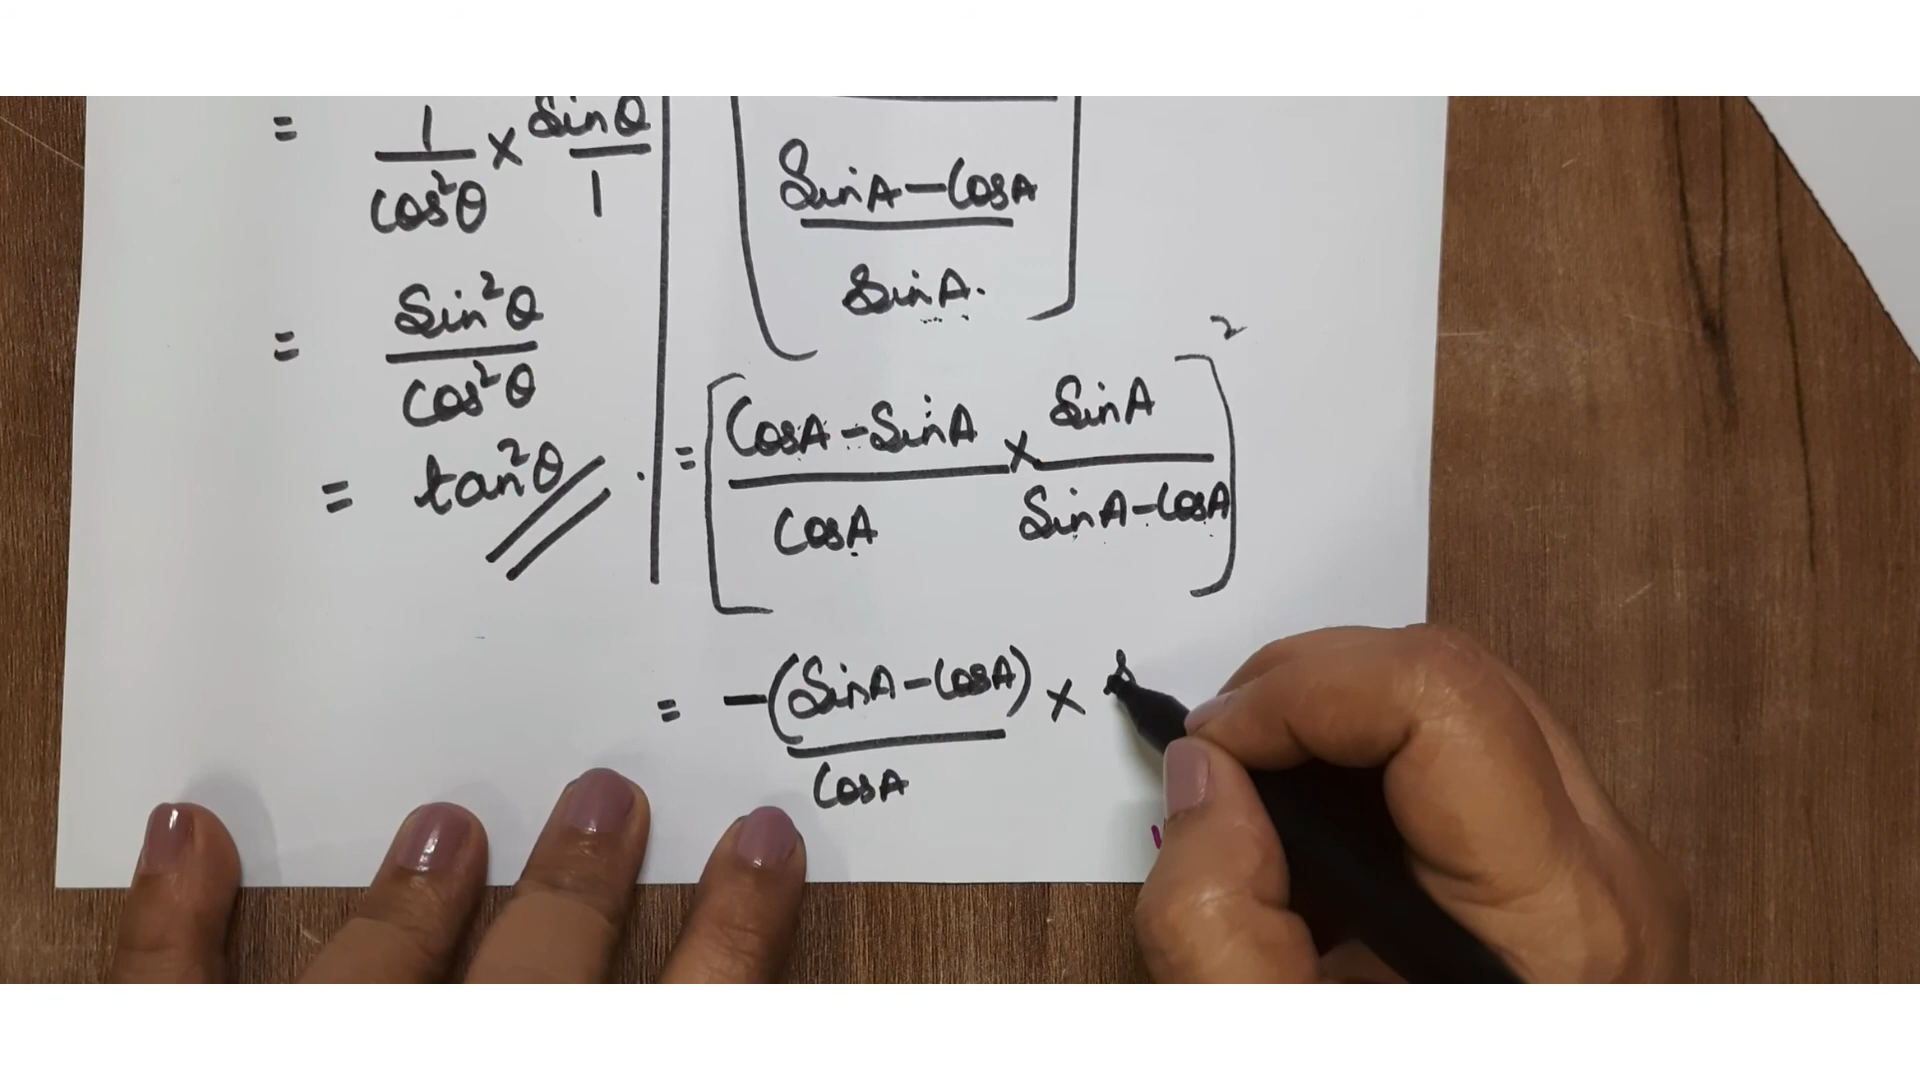 = 1/cos²θ × sinθ/1
= Sin²θ/Cos²θ
= tan²θ
SinA − CosA
SinA.
= [CosA − SinA/CosA × SinA/SinA − CosA]²
= −(SinA − CosA)/CosA ×